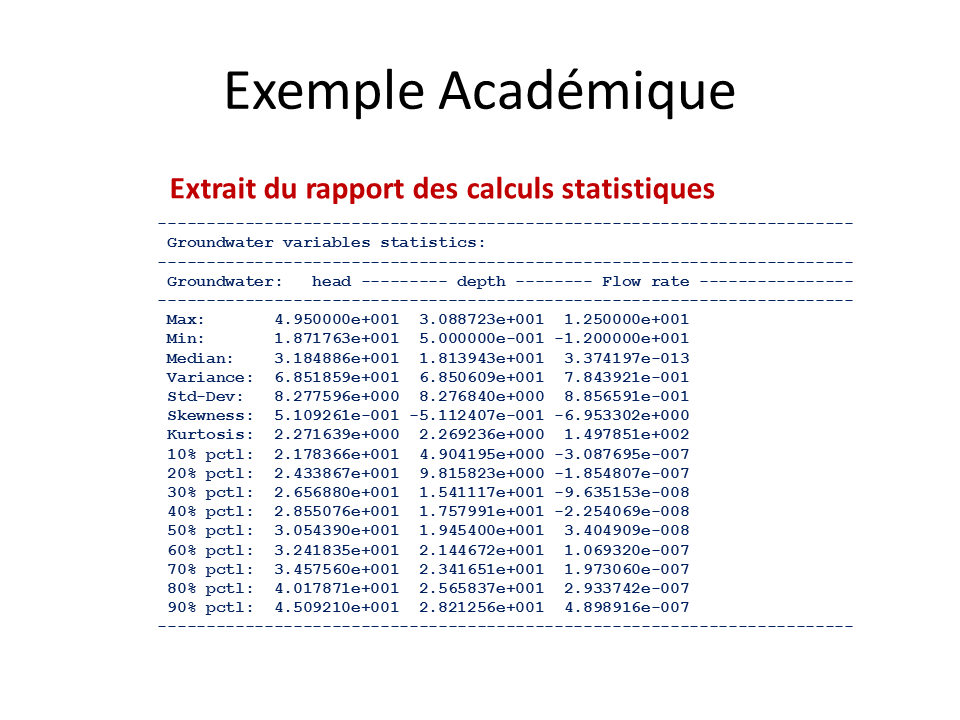 Exemple Académique
Extrait du rapport des calculs statistiques
------------------------------------------------------------------------
Groundwater variables statistics:
------------------------------------------------------------------------
Groundwater:   head --------- depth -------- Flow rate ----------------
------------------------------------------------------------------------
Max:       4.950000e+001  3.088723e+001  1.250000e+001
Min:       1.871763e+001  5.000000e-001 -1.200000e+001
Median:    3.184886e+001  1.813943e+001  3.374197e-013
Variance:  6.851859e+001  6.850609e+001  7.843921e-001
Std-Dev:   8.277596e+000  8.276840e+000  8.856591e-001
Skewness:  5.109261e-001 -5.112407e-001 -6.953302e+000
Kurtosis:  2.271639e+000  2.269236e+000  1.497851e+002
10% pctl:  2.178366e+001  4.904195e+000 -3.087695e-007
20% pctl:  2.433867e+001  9.815823e+000 -1.854807e-007
30% pctl:  2.656880e+001  1.541117e+001 -9.635153e-008
40% pctl:  2.855076e+001  1.757991e+001 -2.254069e-008
50% pctl:  3.054390e+001  1.945400e+001  3.404909e-008
60% pctl:  3.241835e+001  2.144672e+001  1.069320e-007
70% pctl:  3.457560e+001  2.341651e+001  1.973060e-007
80% pctl:  4.017871e+001  2.565837e+001  2.933742e-007
90% pctl:  4.509210e+001  2.821256e+001  4.898916e-007
------------------------------------------------------------------------